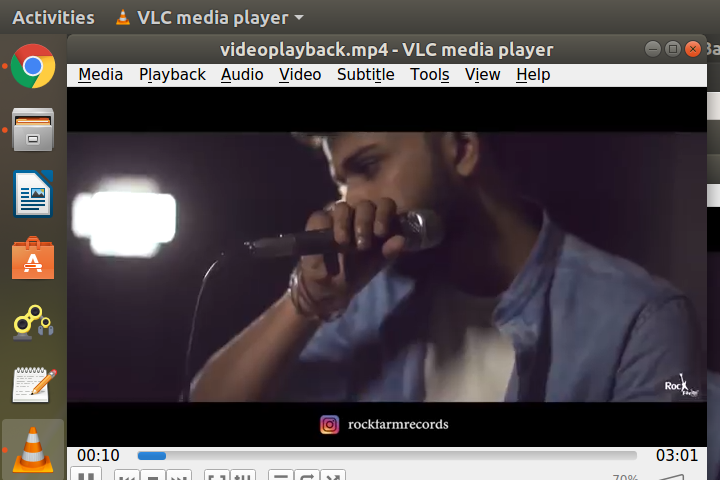 Activities VLC media player
videoplayback.mp4 - VLC media player
Media Playback Audio Video Subtitle Tools View Help
Rock
rockfarmrecords
00:10 03:01
70%